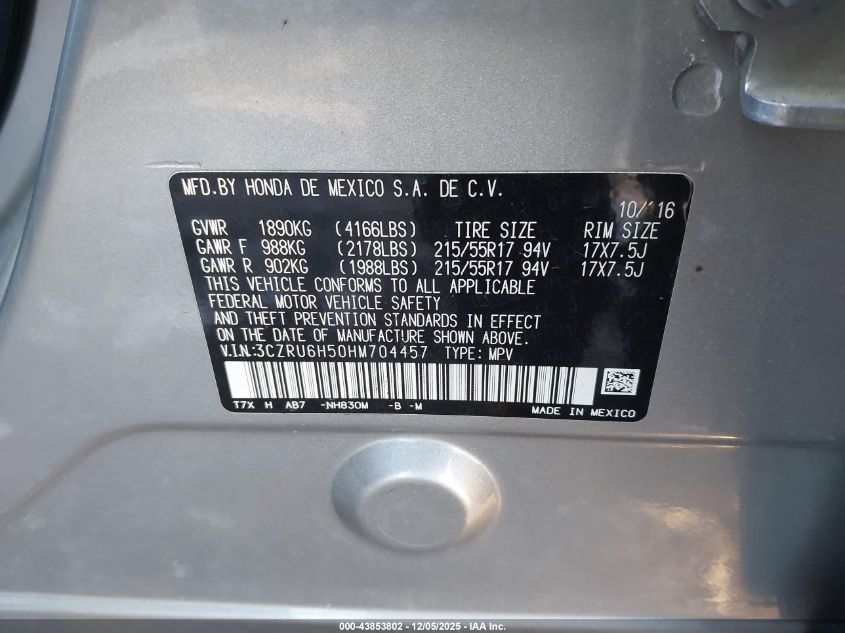 MFD.BY HONDA DE MEXICO S.A. DE C.V.
10/16
GVWR 1890KG (4166LBS) TIRE SIZE RIM SIZE
GAWR F 988KG (2178LBS) 215/55R17 94V 17X7.5J
GAWR R 902KG (1988LBS) 215/55R17 94V 17X7.5J
THIS VEHICLE CONFORMS TO ALL APPLICABLE
FEDERAL MOTOR VEHICLE SAFETY
AND THEFT PREVENTION STANDARDS IN EFFECT
ON THE DATE OF MANUFACTURE SHOWN ABOVE.
V.I.N:3CZRU6H50HM704457 TYPE: MPV
T7X H AB7 -NH830M -B -M
MADE IN MEXICO
000-43853802 - 12/05/2025 - IAA Inc.